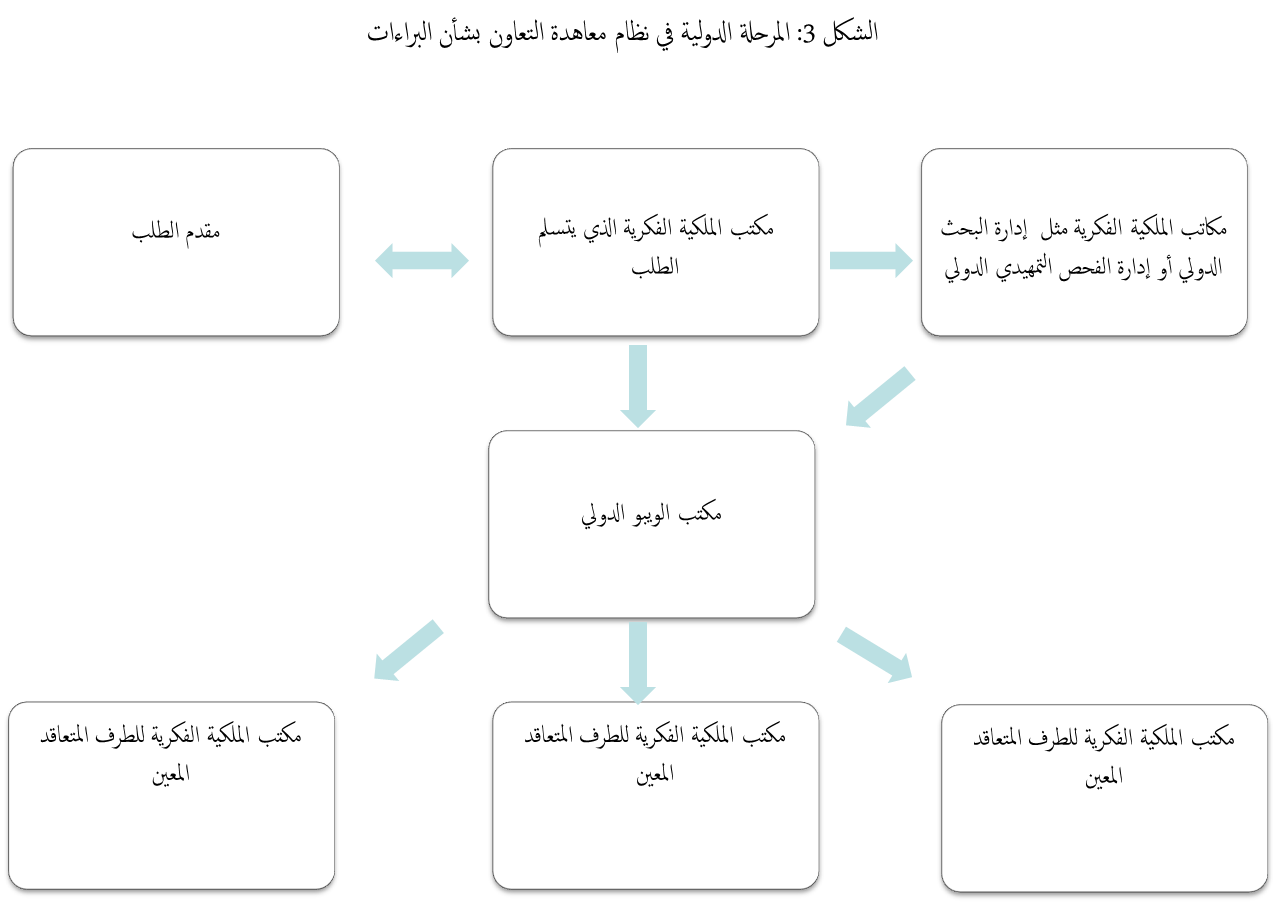 الشكل 3: المرحلة الدولية في نظام معاهدة التعاون بشأن البراءات
مكاتب الملكية الفكرية مثل إدارة البحث
الدولي أو إدارة الفحص التمهيدي الدولي
مكتب الملكية الفكرية الذي يتسلم
الطلب
مقدم الطلب
مكتب الويبو الدولي
مكتب الملكية الفكرية للطرف المتعاقد
المعين
مكتب الملكية الفكرية للطرف المتعاقد
المعين
مكتب الملكية الفكرية للطرف المتعاقد
المعين